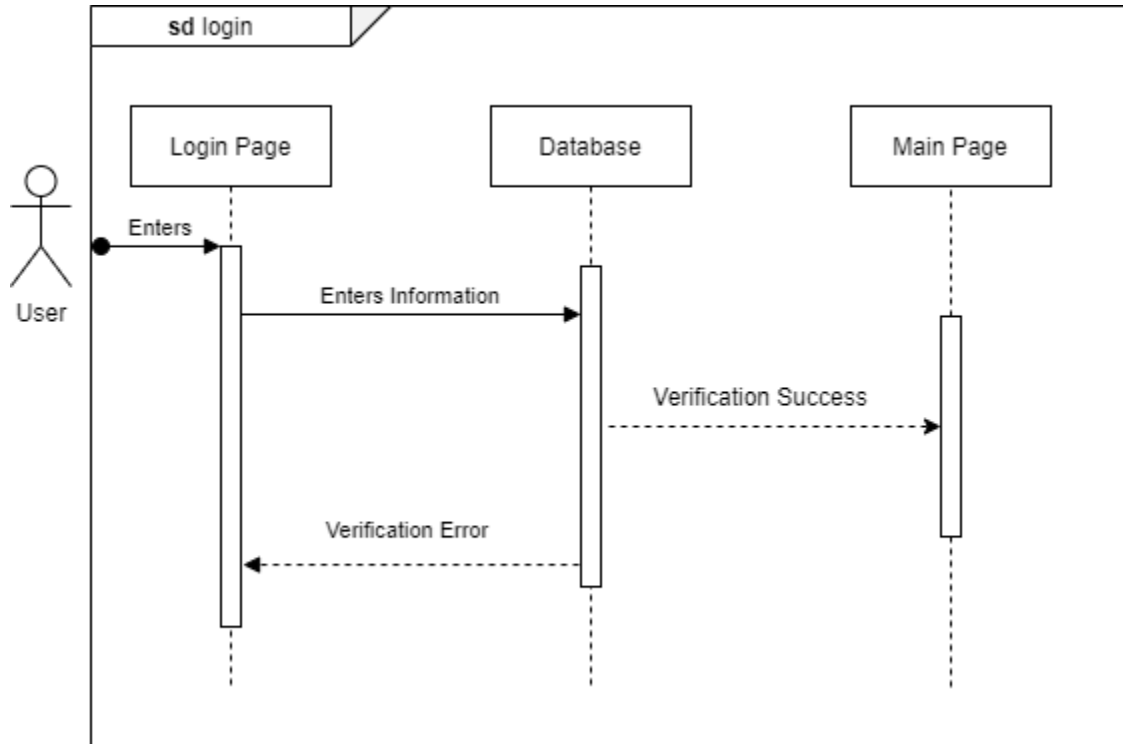 sd login
Login Page
Database
Main Page
Enters
User
Enters Information
Verification Success
Verification Error